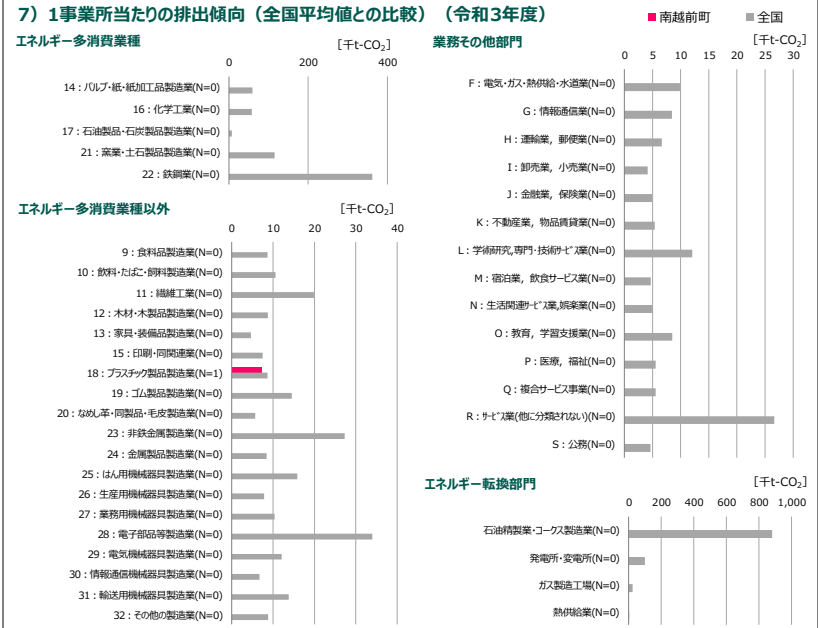 7）1事業所当たりの排出傾向（全国平均値との比較）（令和3年度）
南越前町
全国
エネルギー多消費業種
［千t-CO₂］
0 200 400
14：パルプ・紙・紙加工品製造業(N=0)
16：化学工業(N=0)
17：石油製品・石炭製品製造業(N=0)
21：窯業・土石製品製造業(N=0)
22：鉄鋼業(N=0)
エネルギー多消費業種以外
［千t-CO₂］
0 10 20 30 40
9：食料品製造業(N=0)
10：飲料・たばこ・飼料製造業(N=0)
11：繊維工業(N=0)
12：木材・木製品製造業(N=0)
13：家具・装備品製造業(N=0)
15：印刷・同関連業(N=0)
18：プラスチック製品製造業(N=1)
19：ゴム製品製造業(N=0)
20：なめし革・同製品・毛皮製造業(N=0)
23：非鉄金属製造業(N=0)
24：金属製品製造業(N=0)
25：はん用機械器具製造業(N=0)
26：生産用機械器具製造業(N=0)
27：業務用機械器具製造業(N=0)
28：電子部品等製造業(N=0)
29：電気機械器具製造業(N=0)
30：情報通信機械器具製造業(N=0)
31：輸送用機械器具製造業(N=0)
32：その他の製造業(N=0)
業務その他部門
［千t-CO₂］
0 5 10 15 20 25 30
F：電気・ガス・熱供給・水道業(N=0)
G：情報通信業(N=0)
H：運輸業，郵便業(N=0)
I：卸売業，小売業(N=0)
J：金融業，保険業(N=0)
K：不動産業，物品賃貸業(N=0)
L：学術研究,専門・技術サービス業(N=0)
M：宿泊業，飲食サービス業(N=0)
N：生活関連サービス業,娯楽業(N=0)
O：教育，学習支援業(N=0)
P：医療，福祉(N=0)
Q：複合サービス事業(N=0)
R：サービス業(他に分類されない)(N=0)
S：公務(N=0)
エネルギー転換部門
［千t-CO₂］
0 200 400 600 800 1,000
石油精製業・コークス製造業(N=0)
発電所・変電所(N=0)
ガス製造工場(N=0)
熱供給業(N=0)